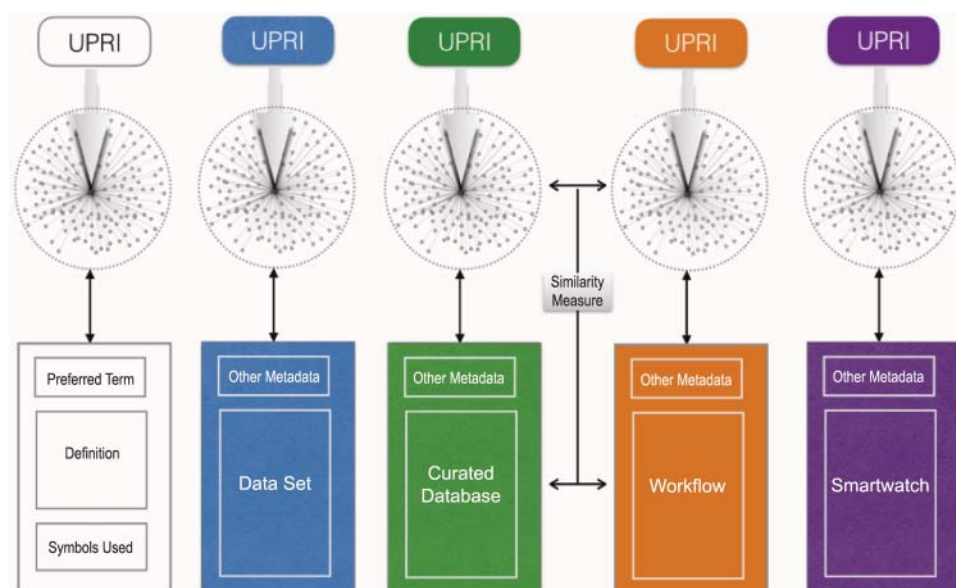 UPRI
UPRI
UPRI
UPRI
UPRI
Similarity
Measure
Preferred Term
Definition
Symbols Used
Other Metadata
Data Set
Other Metadata
Curated
Database
Other Metadata
Workflow
Other Metadata
Smartwatch